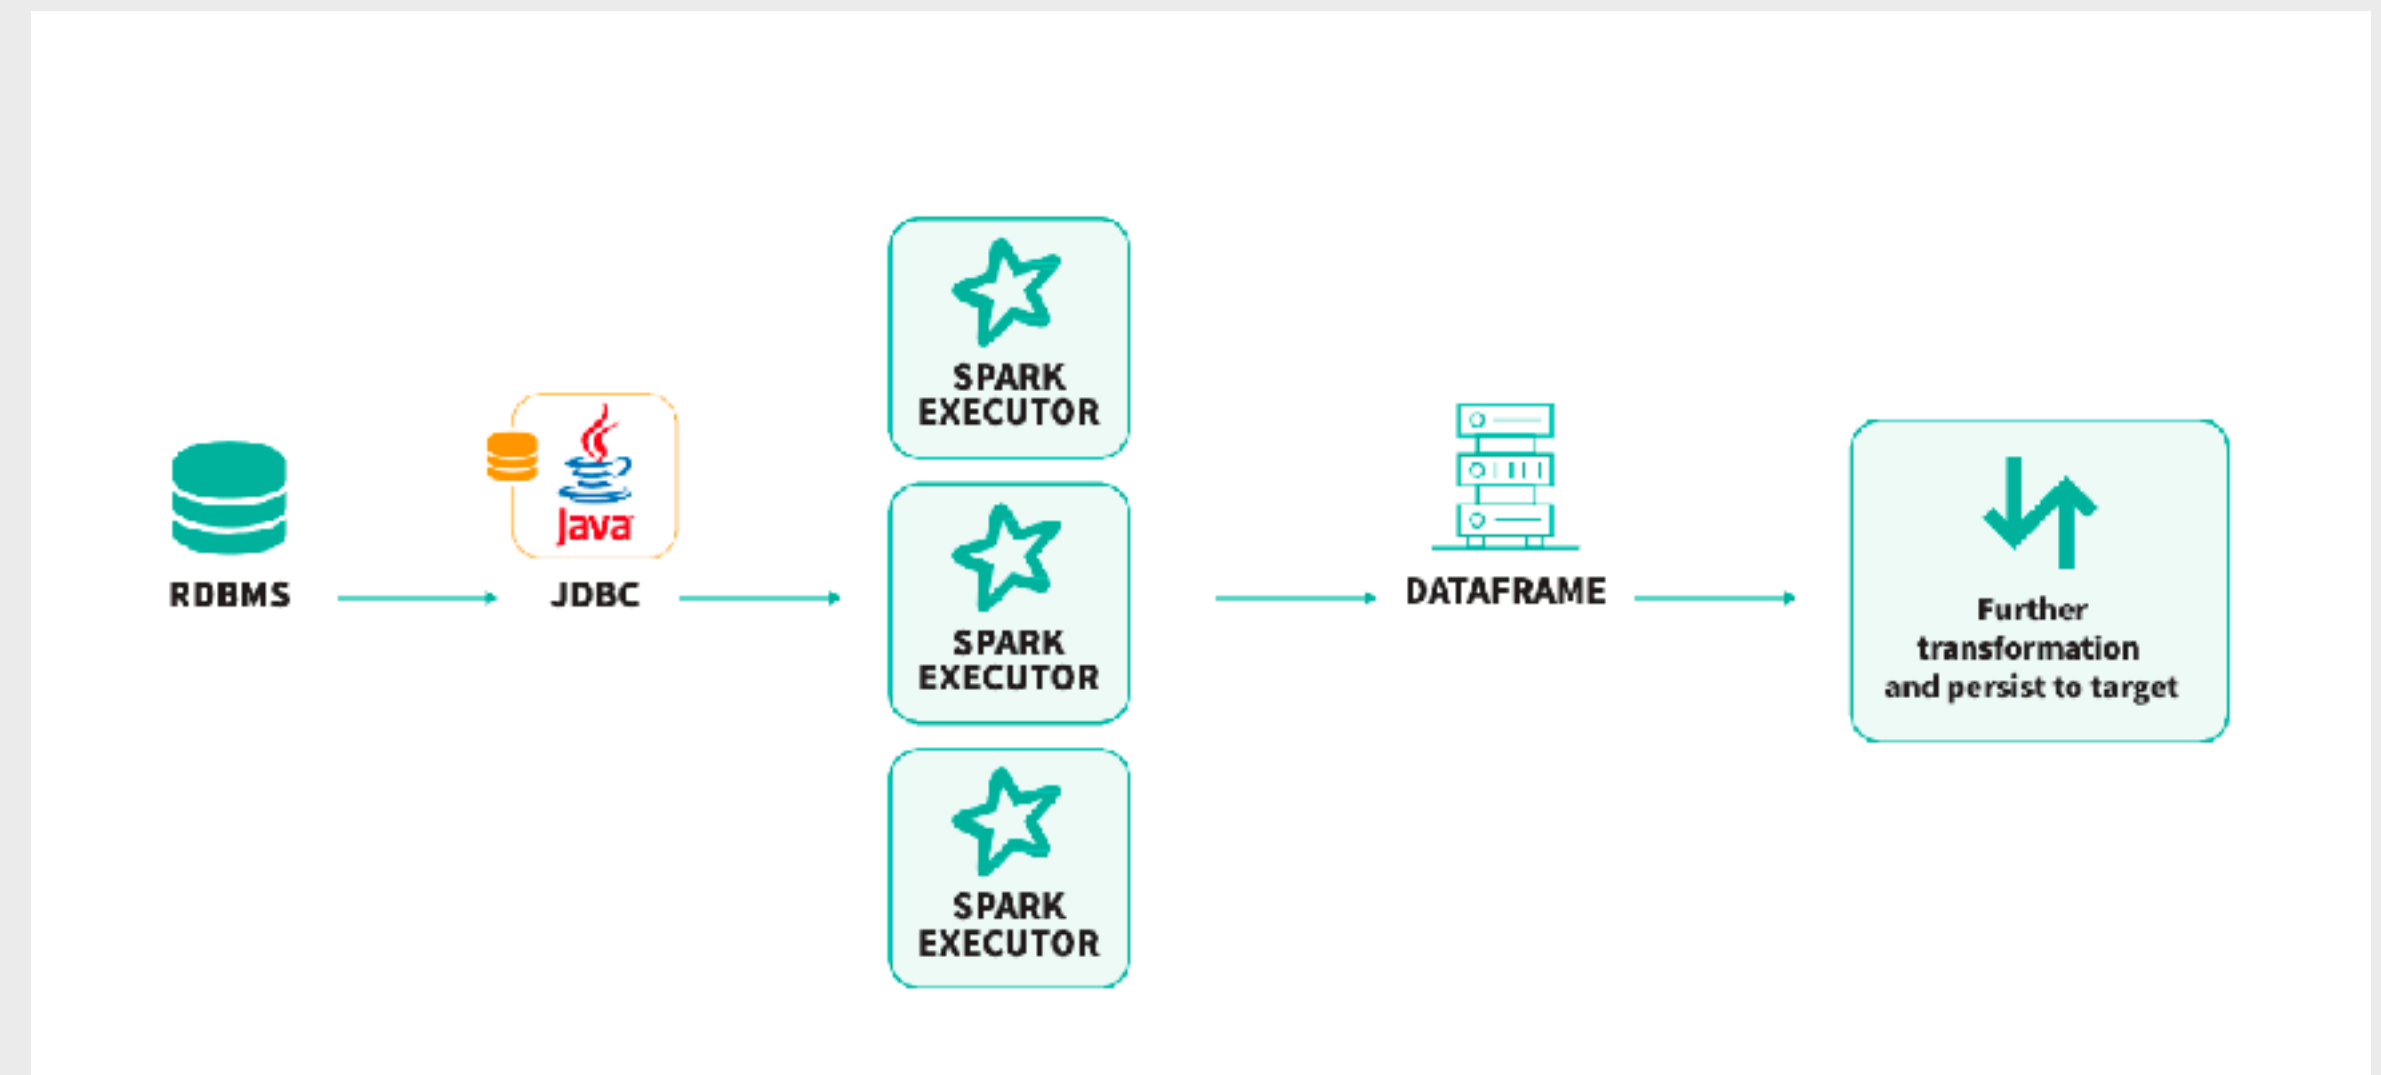 RDBMS
Java
JDBC
SPARK
EXECUTOR
SPARK
EXECUTOR
SPARK
EXECUTOR
DATAFRAME
Further
transformation
and persist to target